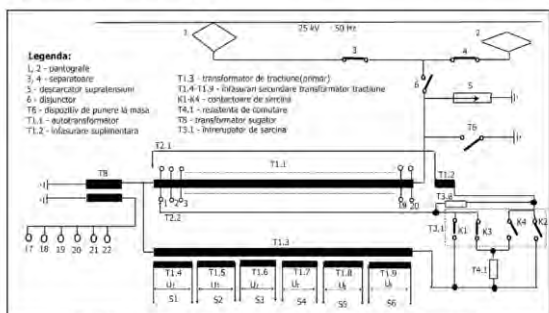 25 kV - 50 Hz
1
2
3
4
Legenda:
1, 2 - pantografe
3, 4 - separatoare
5 - descarcator supratensiuni
6 - disjunctor
T6 - dispozitiv de punere la masa
T1.1 - autotransformator
T1.2 - infasurare suplimentara
T1.3 - transformator de tractiune(primar)
T1.4-T1.9 - infasurari secundare transformator tractiune
K1-K4 - contactoare de sarcina
T4.1 - rezistenta de comutare
T8 - transformator sugator
T3.1 - intrerupator de sarcina
6
5
T6
T2.1
T1.1
T1.2
T8
1 2 3
19 20
T2.2
T3.1
K1 K3 K4 K2
17 18 19 20 21 22
T1.3
T4.1
T1.4 T1.5 T1.6 T1.7 T1.8 T1.9
S1 S2 S3 S4 S5 S6